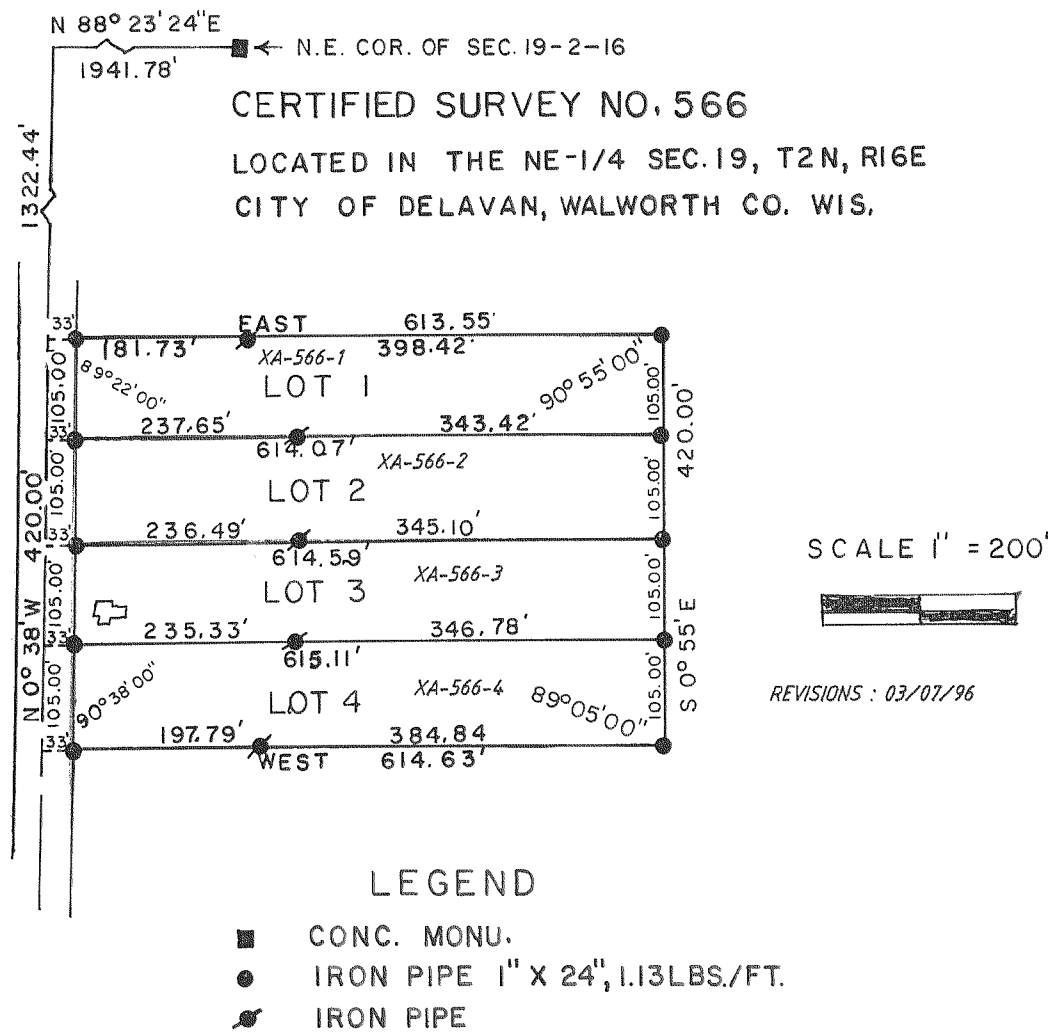 N 88° 23' 24"E
1941.78'
N.E. COR. OF SEC. 19-2-16
1322.44'
CERTIFIED SURVEY NO. 566
LOCATED IN THE NE-1/4 SEC. 19, T2N, R16E
CITY OF DELAVAN, WALWORTH CO. WIS.
33' EAST 613.55'
181.73' 398.42'
XA-566-1
89°22'00" 90°55'00"
105.00' LOT 1 105.00'
33' 237.65' 343.42'
614.07' XA-566-2
105.00' LOT 2 105.00'
420.00'
33' 236.49' 345.10'
614.59' XA-566-3
105.00' LOT 3 105.00'
33' 235.33' 346.78'
615.11' XA-566-4
90°38'00" 89°05'00"
105.00' LOT 4 105.00'
33' 197.79' 384.84
WEST 614.63'
N 0° 38' W 420.00'
S 0° 55' E
SCALE 1" = 200'
REVISIONS : 03/07/96
LEGEND
CONC. MONU.
IRON PIPE 1" X 24", 1.13LBS./FT.
IRON PIPE